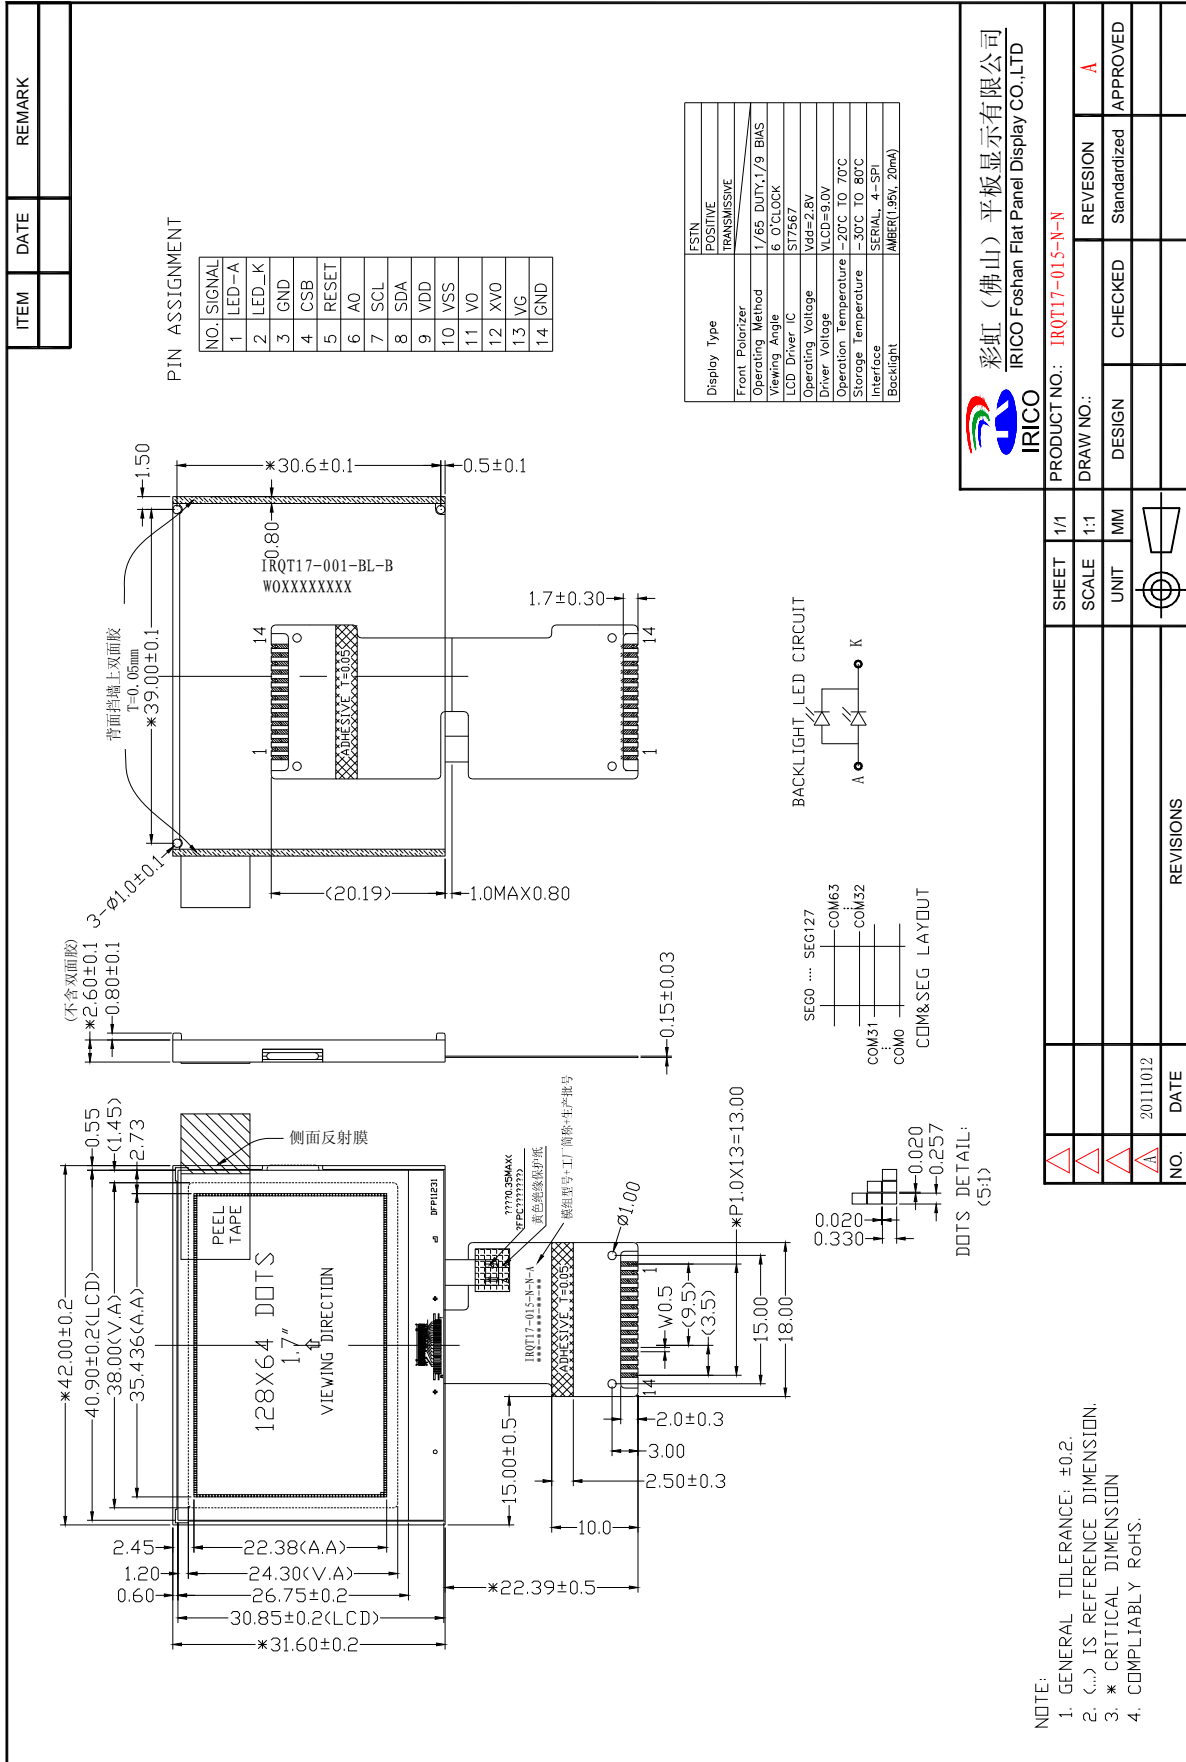 ITEM DATE REMARK
PIN ASSIGNMENT
NO. SIGNAL
1 LED-A
2 LED_K
3 GND
4 CSB
5 RESET
6 A0
7 SCL
8 SDA
9 VDD
10 VSS
11 V0
12 XV0
13 VG
14 GND
*42.00±0.2
40.90±0.2(LCD)
38.00(V.A)
35.436(A.A)
0.55
(1.45)
2.73
侧面反射膜
PEEL
TAPE
128X64 DOTS
1.7"
VIEWING DIRECTION
DFP11231
2.45
1.20
0.60
22.38(A.A)
24.30(V.A)
26.75±0.2
30.85±0.2(LCD)
*31.60±0.2
*22.39±0.5
15.00±0.5
10.0
2.50±0.3
3.00
2.0±0.3
????0.35MAX<
?FPC???????>
黄色绝缘保护纸
模组型号+工厂简称+生产批号
IRQT17-015-N-N-A
ADHESIVE T=0.05
14
1
Ø1.00
W0.5
(9.5)
(3.5)
15.00
18.00
*P1.0X13=13.00
(不含双面胶)
*2.60±0.1
0.80±0.1
0.15±0.03
背面挡墙上双面胶
T=0.05mm
*39.00±0.1
1.50
3-Ø1.0±0.1
*30.6±0.1
0.5±0.1
0.80
IRQT17-001-BL-B
WOXXXXXXXX
1
14
ADHESIVE T=0.05
1.7±0.30
1
14
(20.19)
1.0MAX0.80
Display Type FSTN
POSITIVE
TRANSMISSIVE
Front Polarizer
Operating Method 1/65 DUTY,1/9 BIAS
Viewing Angle 6 O'CLOCK
LCD Driver IC ST7567
Operating Voltage Vdd=2.8V
Driver Voltage VLCD=9.0V
Operation Temperature -20°C TO 70°C
Storage Temperature -30°C TO 80°C
Interface SERIAL, 4-SPI
Backlight AMBER(1.95V, 20mA)
BACKLIGHT LED CIRCUIT
A K
SEG0 ... SEG127
COM63
...
COM32
COM31
...
COM0
COM&SEG LAYOUT
0.020
0.330
0.020
0.257
DOTS DETAIL:
(5:1)
NOTE:
1. GENERAL TOLERANCE: ±0.2.
2. (...) IS REFERENCE DIMENSION.
3. * CRITICAL DIMENSION
4. COMPLIABLY RoHS.
A 20111012
NO. DATE REVISIONS
SHEET 1/1
SCALE 1:1
UNIT MM
IRICO
彩虹（佛山）平板显示有限公司
IRICO Foshan Flat Panel Display CO.,LTD
PRODUCT NO.: IRQT17-015-N-N
DRAW NO.: REVESION A
DESIGN CHECKED Standardized APPROVED